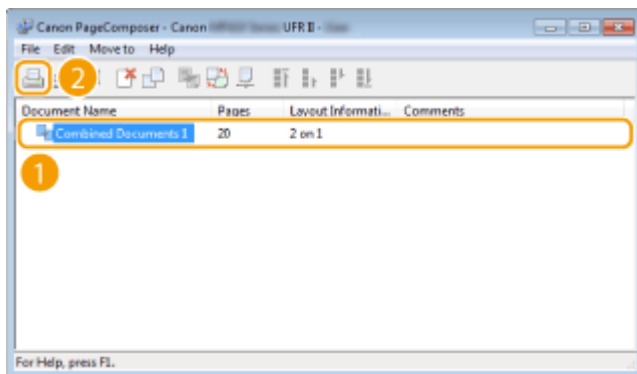 Canon PageComposer - Canon UFR II -
File Edit Move to Help
2
Document Name Pages Layout Informati... Comments
Combined Documents 1 20 2 on 1
1
For Help, press F1.